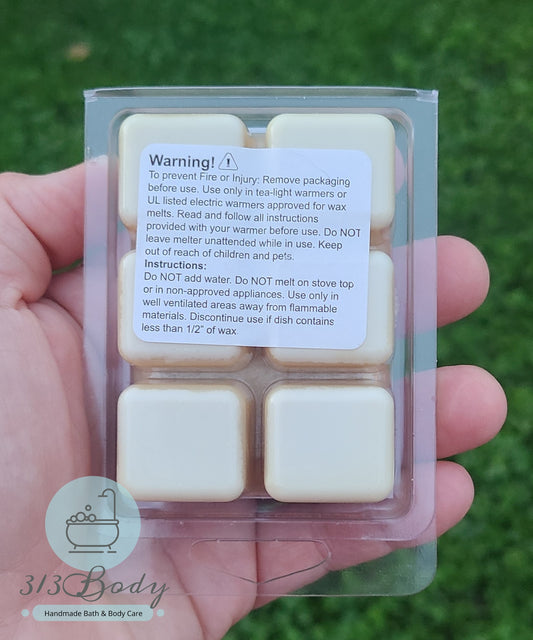 Warning!
To prevent Fire or Injury: Remove packaging
before use. Use only in tea-light warmers or
UL listed electric warmers approved for wax
melts. Read and follow all instructions
provided with your warmer before use. Do NOT
leave melter unattended while in use. Keep
out of reach of children and pets.
Instructions:
Do NOT add water. Do NOT melt on stove top
or in non-approved appliances. Use only in
well ventilated areas away from flammable
materials. Discontinue use if dish contains
less than 1/2" of wax
313 Body
Handmade Bath & Body Care